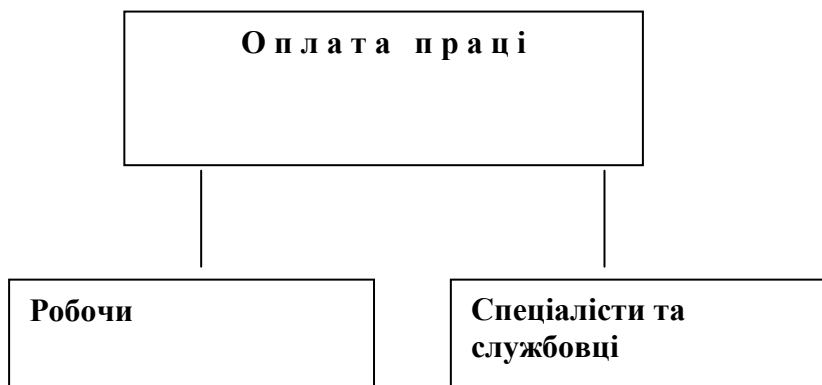 О п л а т а п р а ц і
Робочи
Спеціалісти та
службовці